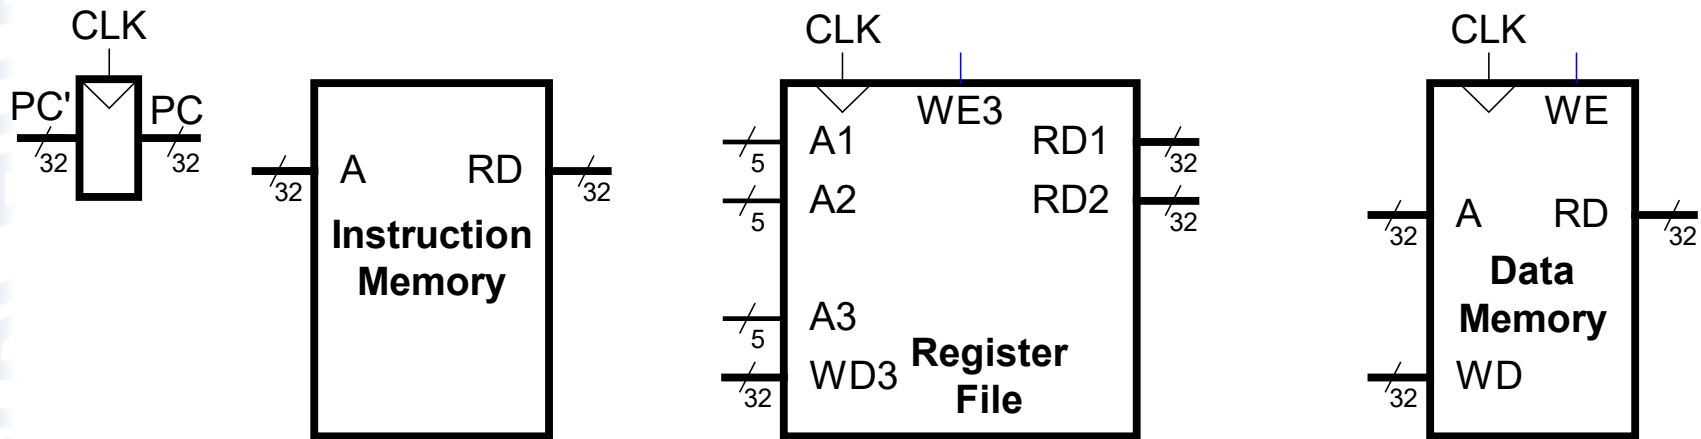 CLK
PC'
PC
32
32
A
RD
32
32
Instruction
Memory
CLK
WE3
A1
RD1
5
32
A2
RD2
5
32
A3
5
WD3
32
Register
File
CLK
WE
A
RD
32
32
Data
Memory
WD
32